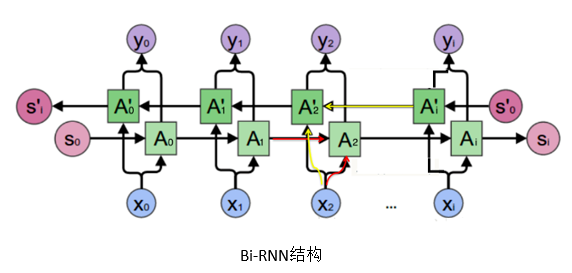 y₀ y₁ y₂ yᵢ
s'ᵢ A'₀ A'₁ A'₂ A'ᵢ s'₀
s₀ A₀ A₁ A₂ Aᵢ sᵢ
x₀ x₁ x₂ ... xᵢ
Bi-RNN结构